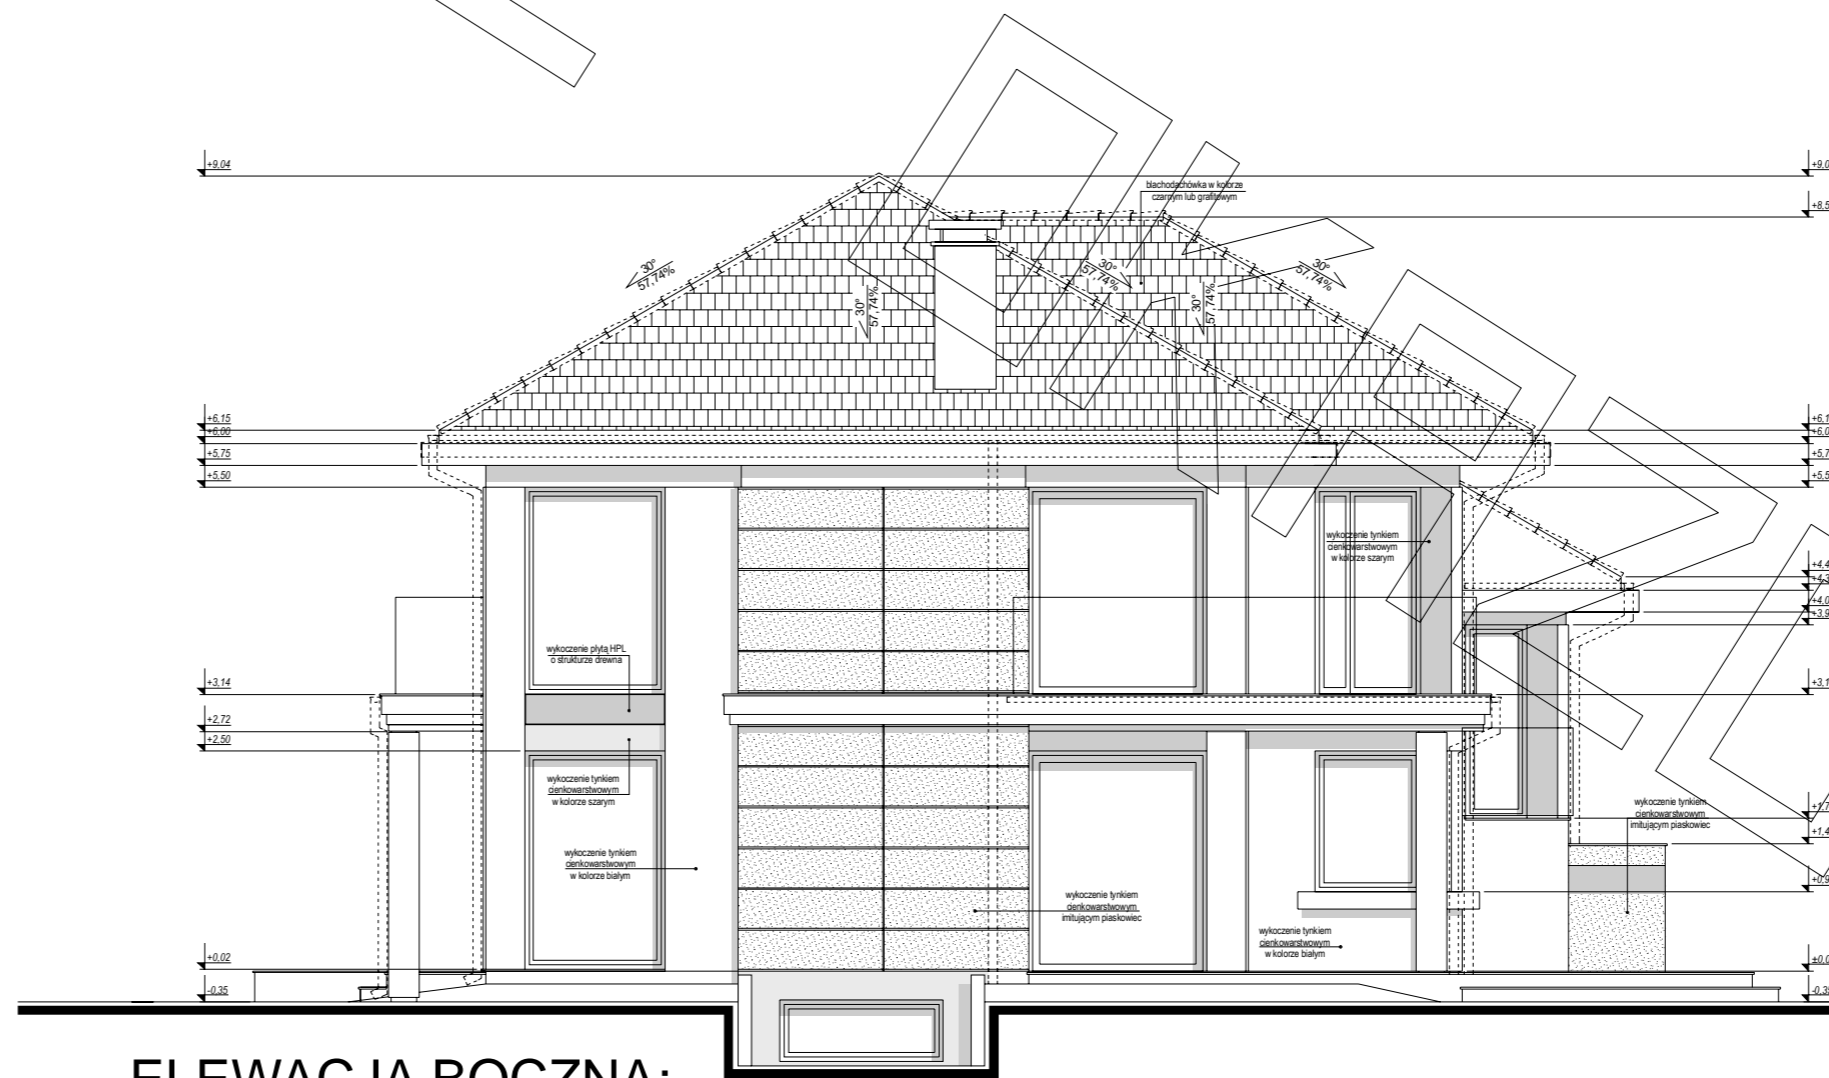 +9,04
blachodachówka w kolorze
czarnym lub grafitowym
30°
57,74%
30°
57,74%
30°
57,74%
30°
57,74%
30°
57,74%
+6,15
+6,00
+5,75
+5,50
wykoczenie tynkiem
cienkowarstwowym
w kolorze szarym
wykoczenie płytą HPL
o strukturze drewna
+3,14
+2,72
+2,50
wykoczenie tynkiem
cienkowarstwowym
w kolorze szarym
wykoczenie tynkiem
cienkowarstwowym
imitującym piaskowiec
wykoczenie tynkiem
cienkowarstwowym
w kolorze białym
wykoczenie tynkiem
cienkowarstwowym
imitującym piaskowiec
wykoczenie tynkiem
cienkowarstwowym
w kolorze białym
+0,02
-0,35
-0,35
ELEWACJA BOCZNA: